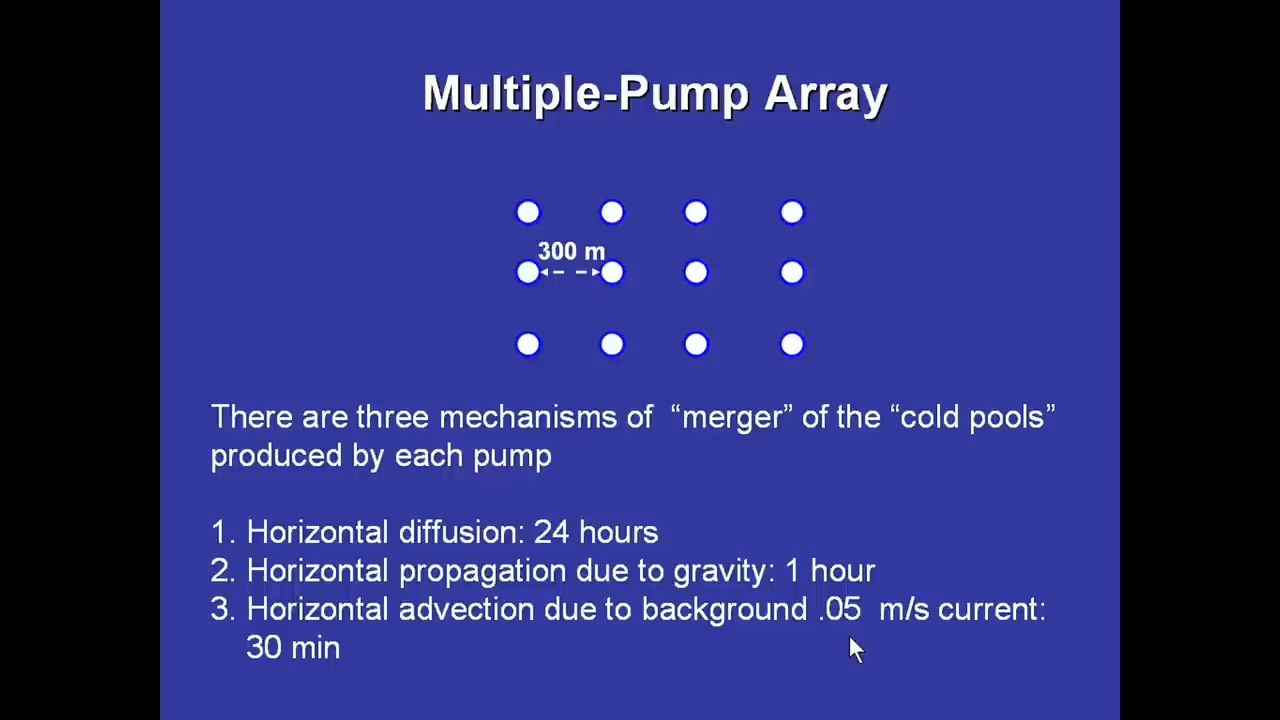 Multiple-Pump Array
300 m
There are three mechanisms of “merger” of the “cold pools”
produced by each pump
1. Horizontal diffusion: 24 hours
2. Horizontal propagation due to gravity: 1 hour
3. Horizontal advection due to background .05 m/s current:
30 min